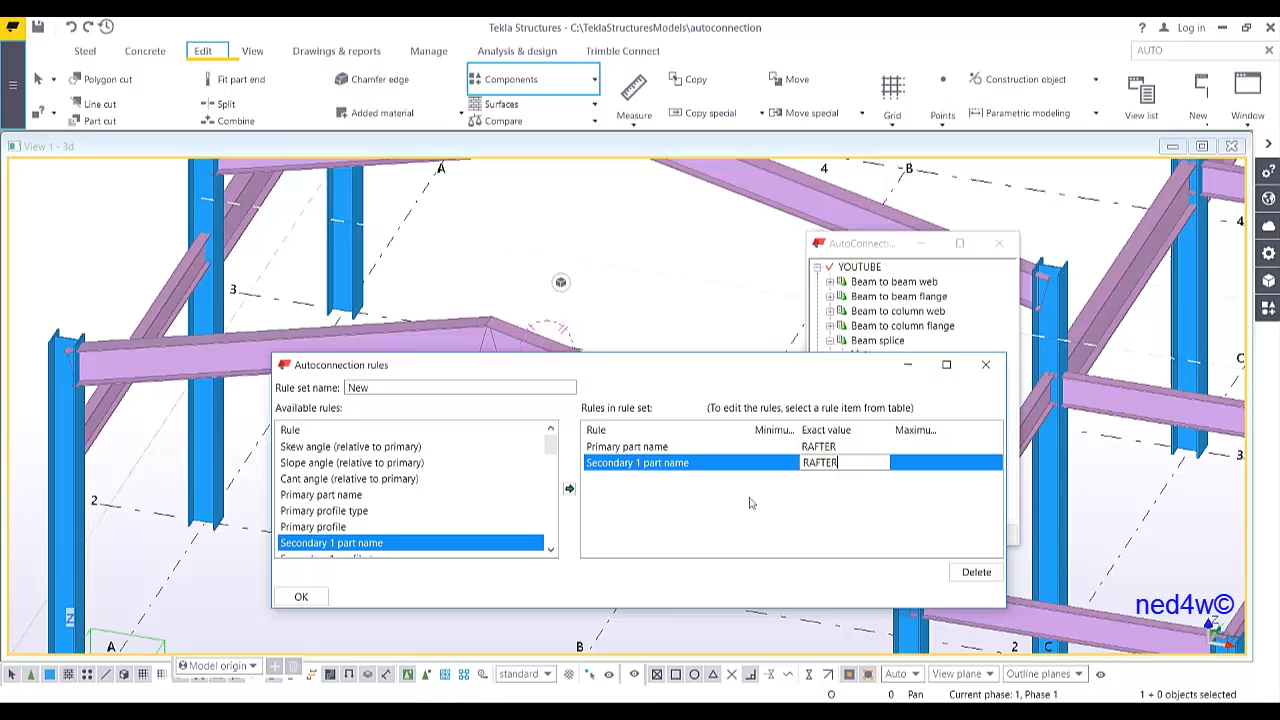 Tekla Structures - C:\TeklaStructuresModels\autoconnection
? Log in
Steel Concrete Edit View Drawings & reports Manage Analysis & design Trimble Connect
AUTO
Polygon cut
Line cut
Part cut
Fit part end
Split
Combine
Chamfer edge
Added material
Components
Surfaces
Compare
Measure
Copy
Copy special
Move
Move special
Grid
Points
Construction object
Parametric modeling
View list
New
Window
View 1 - 3d
A
4
B
4
3
2
A
B
2
C
3
Z
AutoConnecti...
YOUTUBE
Beam to beam web
Beam to beam flange
Beam to column web
Beam to column flange
Beam splice
Autoconnection rules
Rule set name: New
Available rules:
Rule
Skew angle (relative to primary)
Slope angle (relative to primary)
Cant angle (relative to primary)
Primary part name
Primary profile type
Primary profile
Secondary 1 part name
Rules in rule set: (To edit the rules, select a rule item from table)
Rule Minimu... Exact value Maximu...
Primary part name RAFTER
Secondary 1 part name RAFTER
Delete
OK
ned4w©
Model origin
standard
Auto
View plane
Outline planes
O 0 Pan Current phase: 1, Phase 1 1 + 0 objects selected